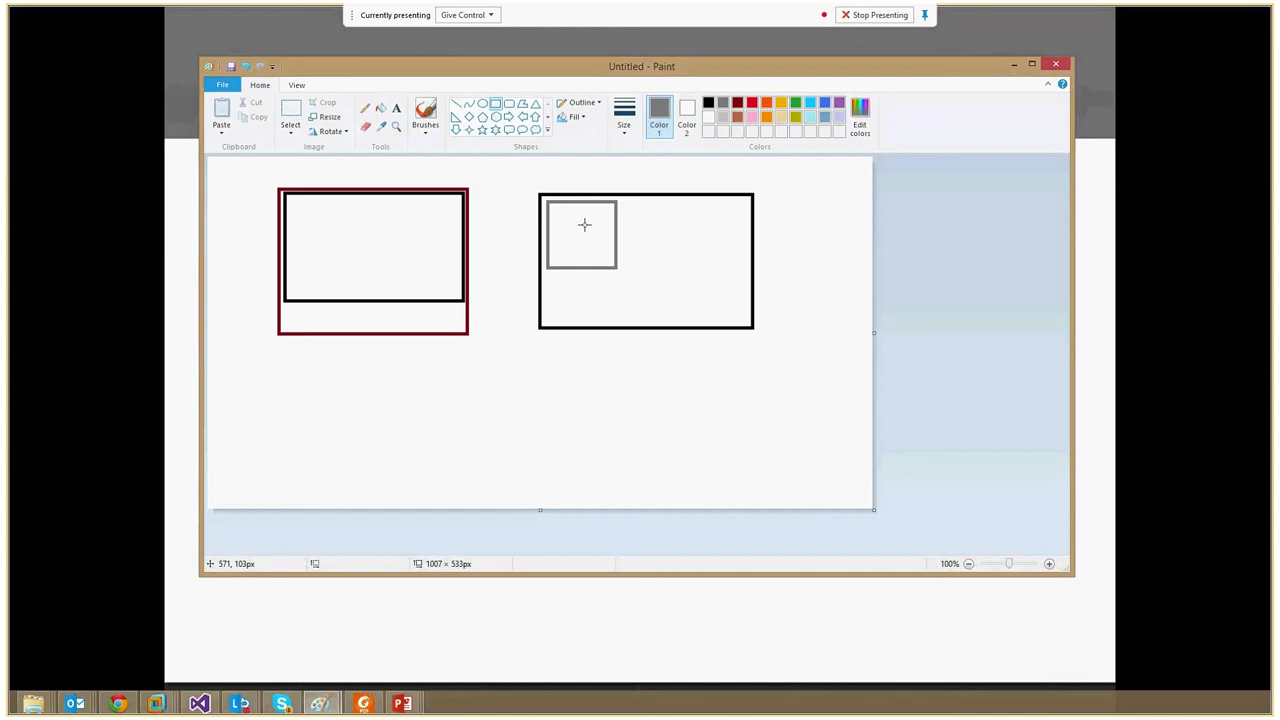 Currently presenting Give Control Stop Presenting
Untitled - Paint
File Home View
Paste Cut Copy
Select Crop Resize Rotate
A
Brushes
Outline Fill
Size
Color 1
Color 2
Edit colors
Clipboard Image Tools Shapes Colors
571, 103px 1007 × 533px 100%